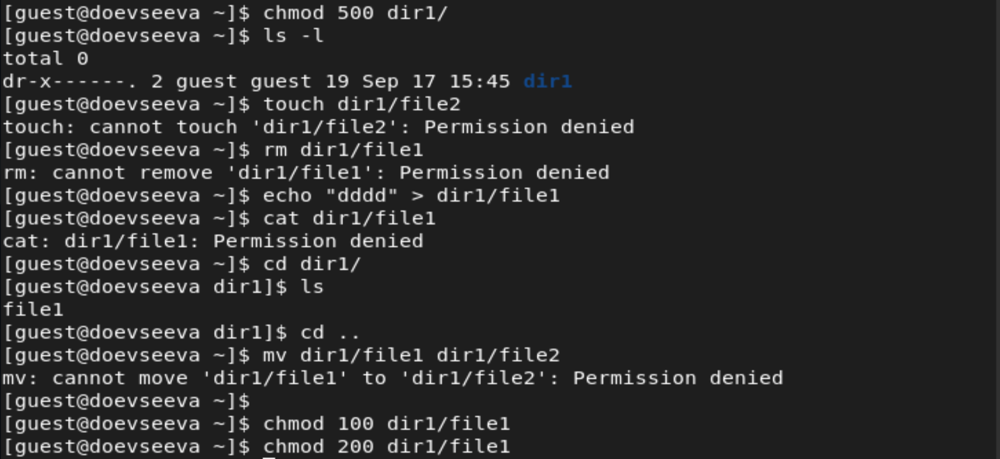 [guest@doevseeva ~]$ chmod 500 dir1/
[guest@doevseeva ~]$ ls -l
total 0
dr-x------. 2 guest guest 19 Sep 17 15:45 dir1
[guest@doevseeva ~]$ touch dir1/file2
touch: cannot touch 'dir1/file2': Permission denied
[guest@doevseeva ~]$ rm dir1/file1
rm: cannot remove 'dir1/file1': Permission denied
[guest@doevseeva ~]$ echo "dddd" > dir1/file1
[guest@doevseeva ~]$ cat dir1/file1
cat: dir1/file1: Permission denied
[guest@doevseeva ~]$ cd dir1/
[guest@doevseeva dir1]$ ls
file1
[guest@doevseeva dir1]$ cd ..
[guest@doevseeva ~]$ mv dir1/file1 dir1/file2
mv: cannot move 'dir1/file1' to 'dir1/file2': Permission denied
[guest@doevseeva ~]$
[guest@doevseeva ~]$ chmod 100 dir1/file1
[guest@doevseeva ~]$ chmod 200 dir1/file1